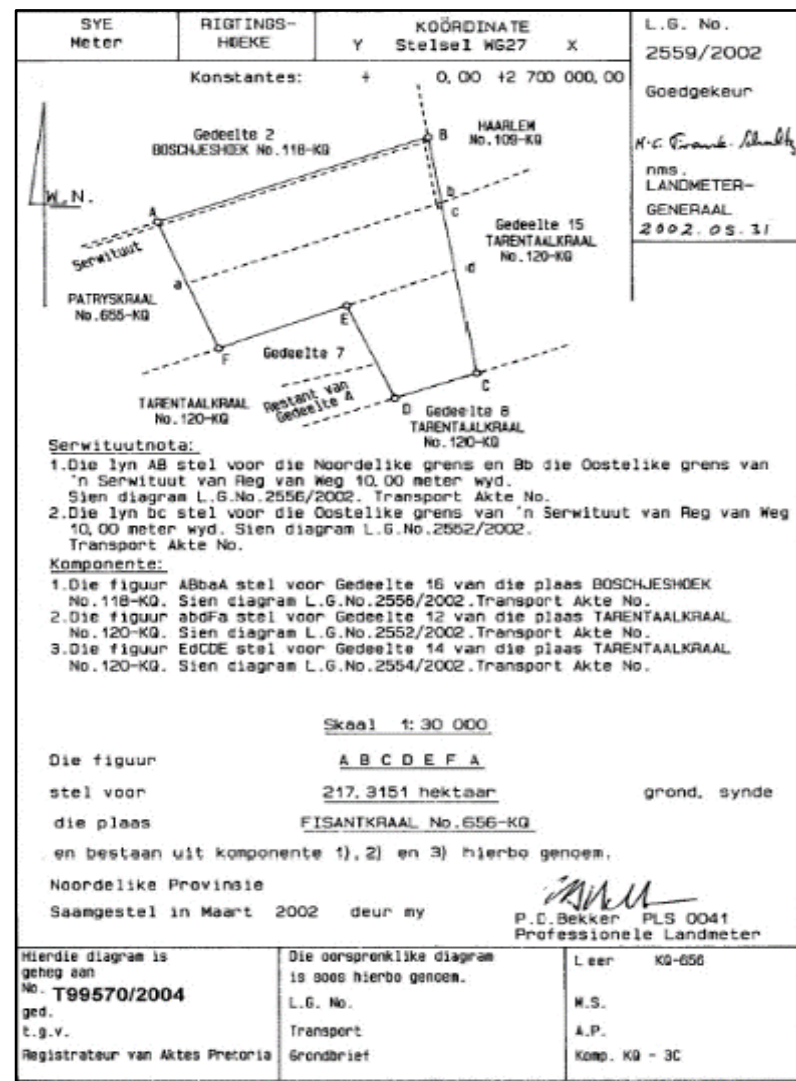 SYE
Meter
RIGTINGS-
HOEKE
KOÖRDINATE
Y Stelsel WG27 X
L.G. No.
2559/2002
Goedgekeur
nms.
LANDMETER-
GENERAAL
2002.05.31
Konstantes: + 0,00 +2 700 000,00
W.N.
Gedeelte 2
BOSCHJESHOEK No.118-KQ
HAARLEM
No.109-KQ
A
B
b
c
Serwituut
Gedeelte 15
TARENTAALKRAAL
No.120-KQ
a
d
PATRYSKRAAL
No.655-KQ
E
F
Gedeelte 7
C
TARENTAALKRAAL
No.120-KQ
Restant van
Gedeelte 4
D
Gedeelte 8
TARENTAALKRAAL
No.120-KQ
Serwituutnota:
1.Die lyn AB stel voor die Noordelike grens en Bb die Oostelike grens van
'n Serwituut van Reg van Weg 10,00 meter wyd.
Sien diagram L.G.No.2556/2002. Transport Akte No.
2.Die lyn bc stel voor die Oostelike grens van 'n Serwituut van Reg van Weg
10,00 meter wyd. Sien diagram L.G.No.2552/2002.
Transport Akte No.
Komponente:
1.Die figuur ABbaA stel voor Gedeelte 16 van die plaas BOSCHJESHOEK
No.118-KQ. Sien diagram L.G.No.2556/2002.Transport Akte No.
2.Die figuur abdFa stel voor Gedeelte 12 van die plaas TARENTAALKRAAL
No.120-KQ. Sien diagram L.G.No.2552/2002.Transport Akte No.
3.Die figuur EdCDE stel voor Gedeelte 14 van die plaas TARENTAALKRAAL
No.120-KQ. Sien diagram L.G.No.2554/2002.Transport Akte No.
Skaal 1:30 000
Die figuur A B C D E F A
stel voor 217,3151 hektaar grond, synde
die plaas FISANTKRAAL No.656-KQ
en bestaan uit komponente 1), 2) en 3) hierbo genoem.
Noordelike Provinsie
Saamgestel in Maart 2002 deur my
P.D.Bekker PLS 0041
Professionele Landmeter
Hierdie diagram is
geheg aan
No. T99570/2004
ged.
t.g.v.
Registrateur van Aktes Pretoria
Die oorspronklike diagram
is soos hierbo genoem.
L.G. No.
Transport
Grondbrief
Leer KQ-656
M.S.
A.P.
Komp. KQ - 3C